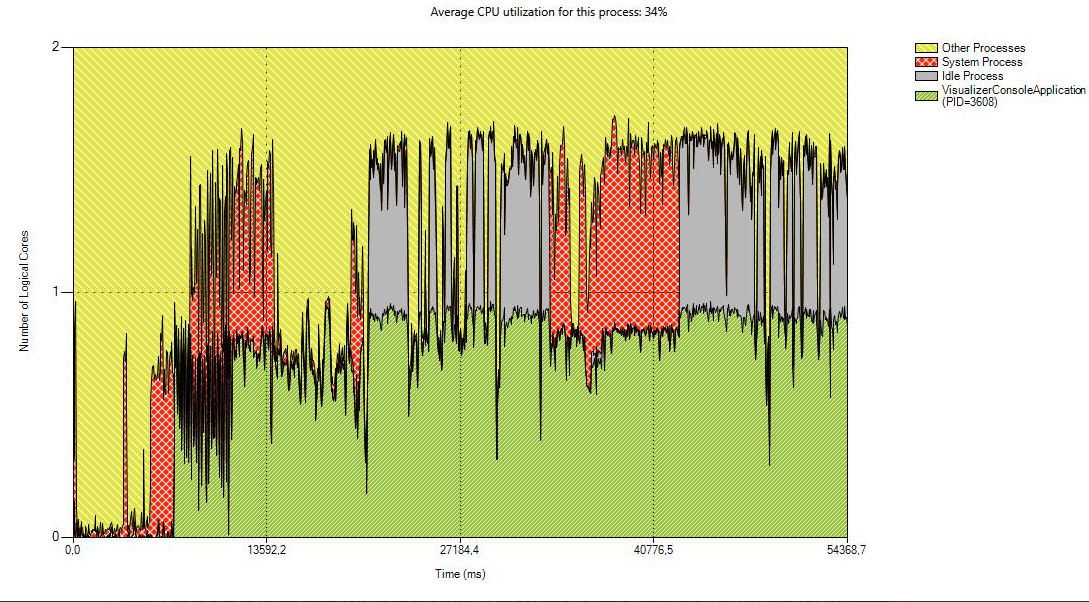 Average CPU utilization for this process: 34%
2
1
0
Number of Logical Cores
0,0
13592,2
27184,4
40776,5
54368,7
Time (ms)
Other Processes
System Process
Idle Process
VisualizerConsoleApplication
(PID=3608)